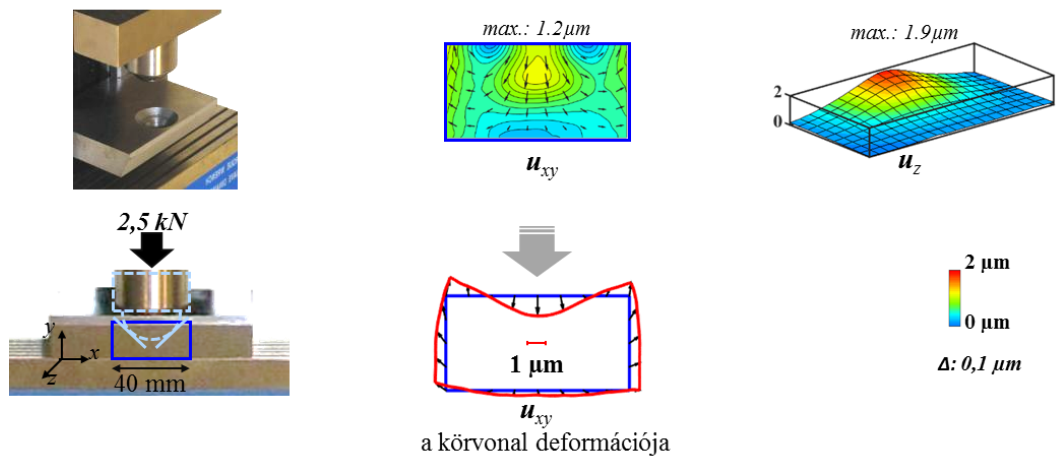 max.: 1.2µm
max.: 1.9µm
2
0
u_xy
u_z
2,5 kN
y
x
z
40 mm
1 µm
u_xy
a körvonal deformációja
2 µm
0 µm
Δ: 0,1 µm